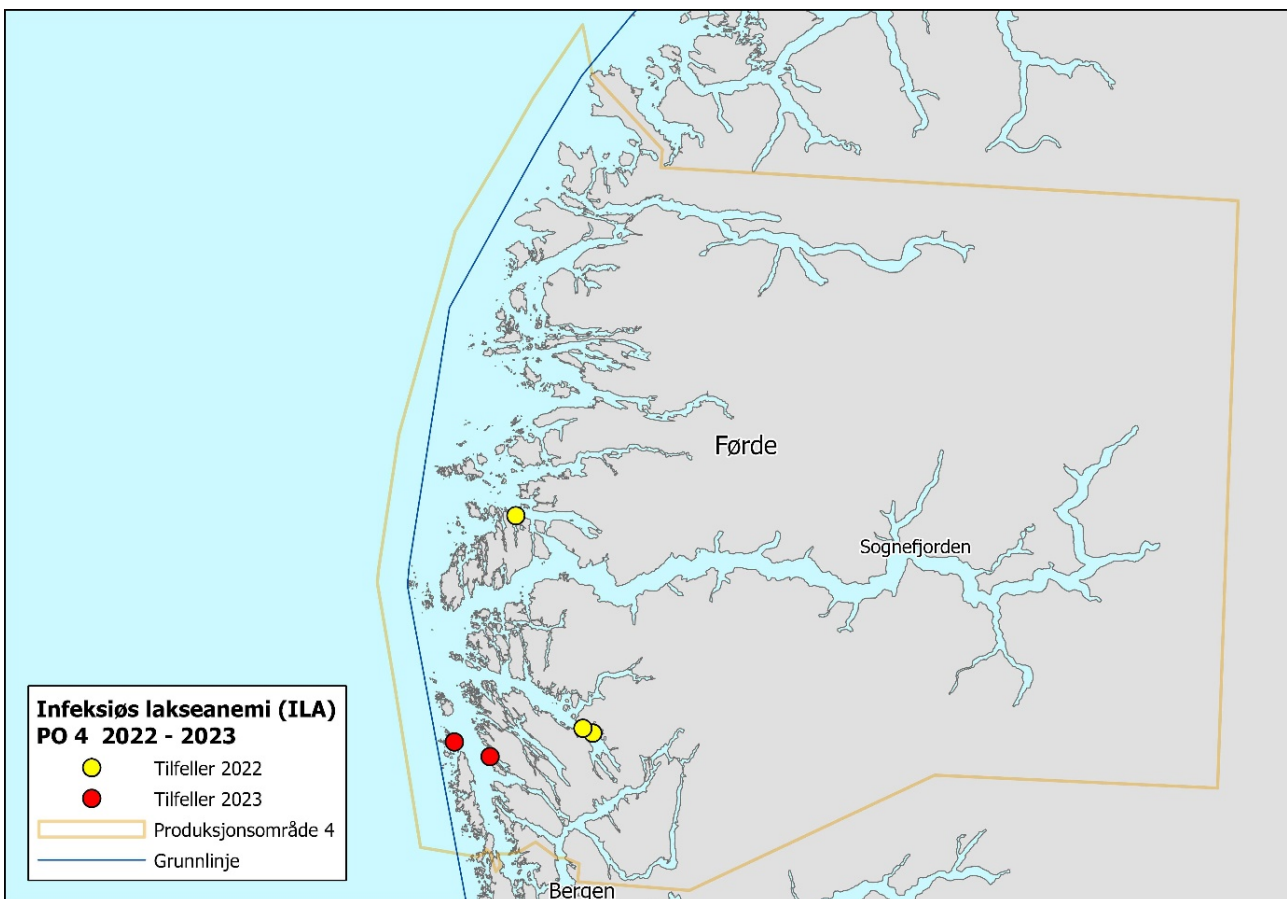 Førde
Sognefjorden
Infeksiøs lakseanemi (ILA)
PO 4 2022 - 2023
Tilfeller 2022
Tilfeller 2023
Produksjonsområde 4
Grunnlinje
Bergen